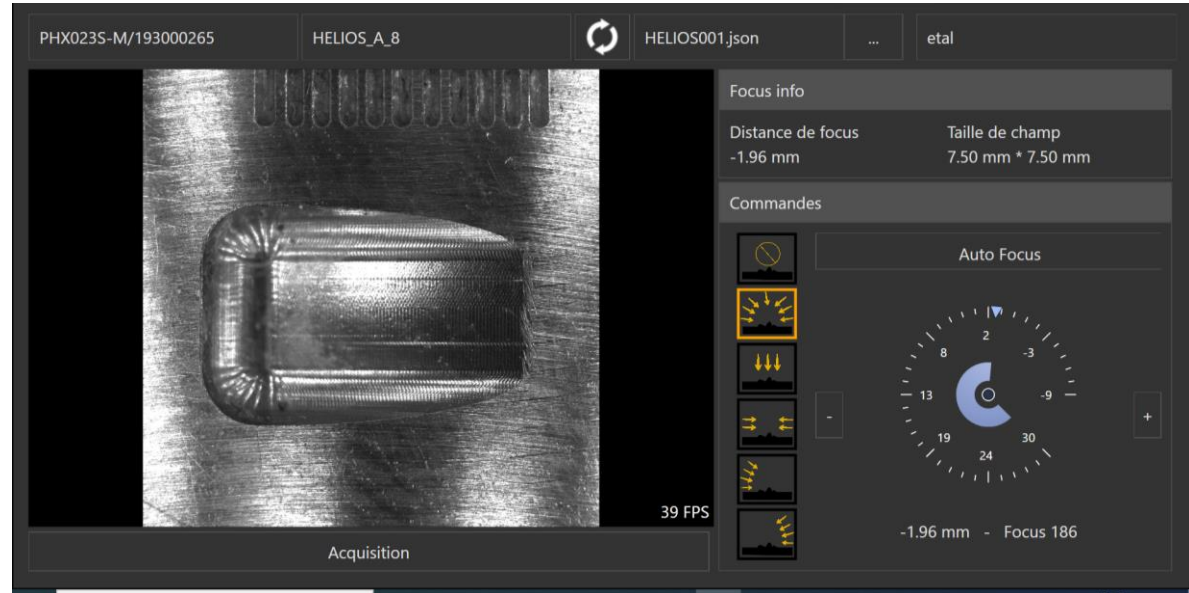 PHX023S-M/193000265
HELIOS_A_8
HELIOS001.json
...
etal
Focus info
Distance de focus
Taille de champ
-1.96 mm
7.50 mm * 7.50 mm
Commandes
Auto Focus
2
8
-3
13
-9
19
30
24
-
+
-1.96 mm - Focus 186
39 FPS
Acquisition